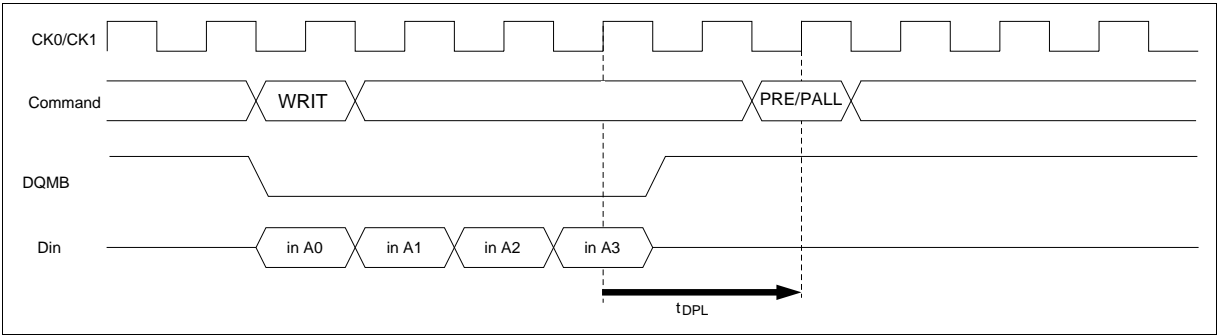 CK0/CK1
Command
WRIT
PRE/PALL
DQMB
Din
in A0
in A1
in A2
in A3
tDPL